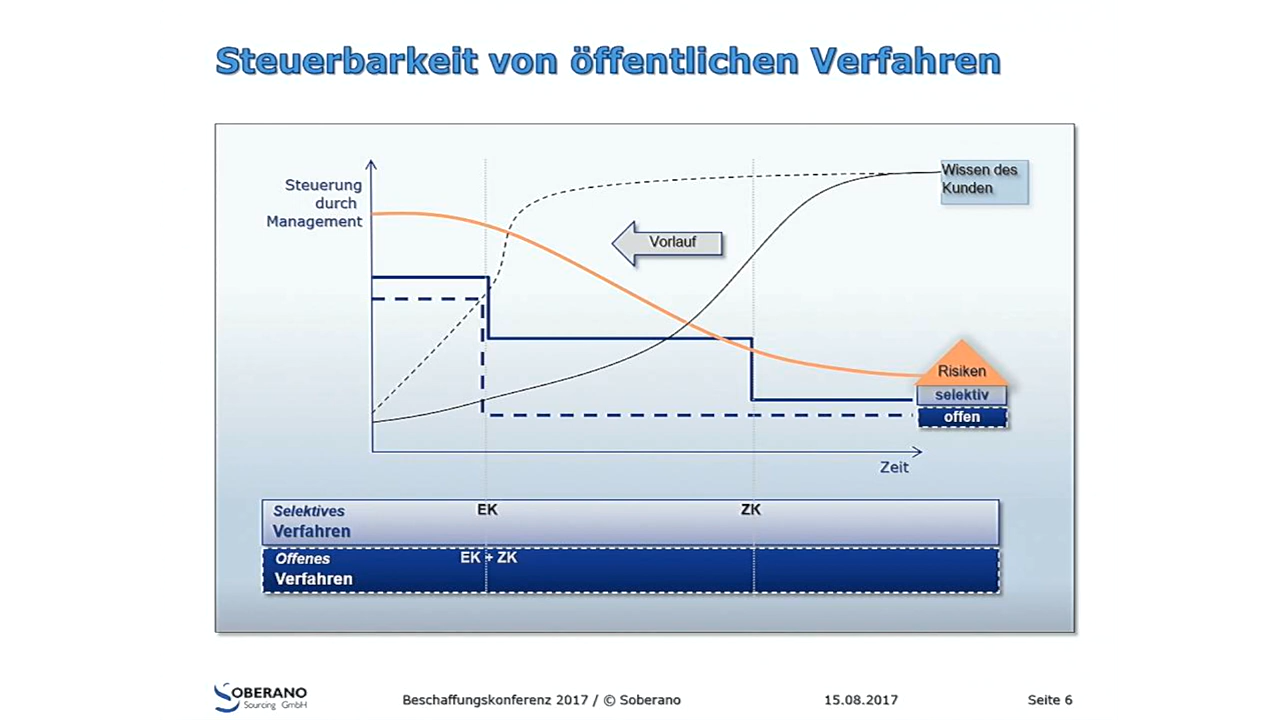 Steuerbarkeit von öffentlichen Verfahren
Steuerung
durch
Management
Wissen des
Kunden
Vorlauf
Risiken
selektiv
offen
Zeit
Selektives
Verfahren
EK
ZK
Offenes
Verfahren
EK + ZK
SOBERANO
Sourcing GmbH
Beschaffungskonferenz 2017 / © Soberano
15.08.2017
Seite 6